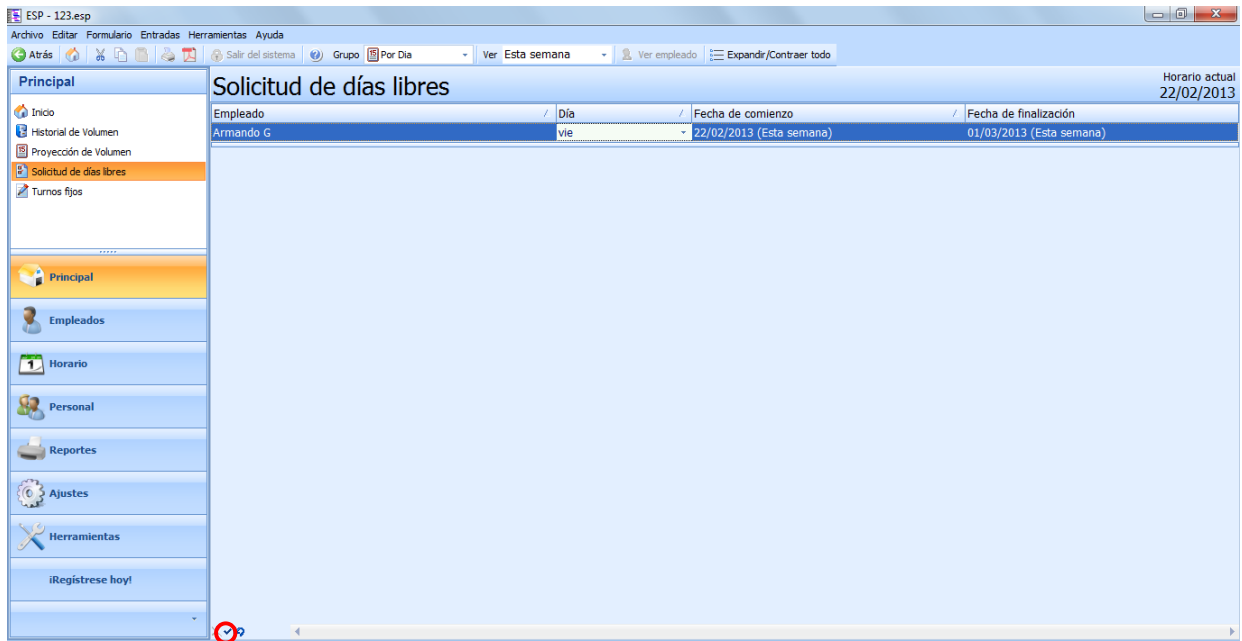 ESP - 123.esp
Archivo Editar Formulario Entradas Herramientas Ayuda
Atrás Salir del sistema Grupo 15 Por Dia Ver Esta semana Ver empleado Expandir/Contraer todo
Principal
Solicitud de días libres
Horario actual
22/02/2013
Inicio
Historial de Volumen
Proyección de Volumen
Solicitud de días libres
Turnos fijos
Empleado Día Fecha de comienzo Fecha de finalización
Armando G vie 22/02/2013 (Esta semana) 01/03/2013 (Esta semana)
Principal
Empleados
1 Horario
Personal
Reportes
Ajustes
Herramientas
¡Regístrese hoy!